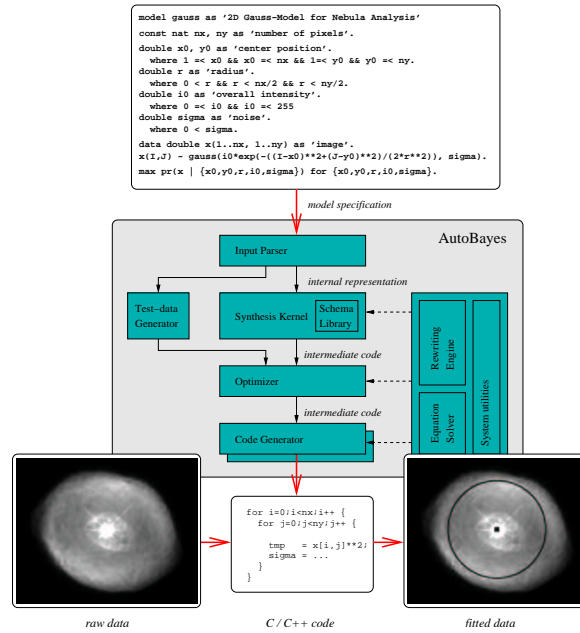 model gauss as '2D Gauss-Model for Nebula Analysis'
const nat nx, ny as 'number of pixels'.
double x0, y0 as 'center position'.
where 1 =< x0 && x0 =< nx && 1=< y0 && y0 =< ny.
double r as 'radius'.
where 0 < r && r < nx/2 && r < ny/2.
double i0 as 'overall intensity'.
where 0 =< i0 && i0 =< 255
double sigma as 'noise'.
where 0 < sigma.
data double x(1..nx, 1..ny) as 'image'.
x(I,J) ~ gauss(i0*exp(-((I-x0)**2+(J-y0)**2)/(2*r**2)), sigma).
max pr(x | {x0,y0,r,i0,sigma}) for {x0,y0,r,i0,sigma}.
model specification
AutoBayes
Input Parser
internal representation
Test-data
Generator
Synthesis Kernel
Schema
Library
Rewriting
Engine
System utilities
intermediate code
Optimizer
intermediate code
Equation
Solver
Code Generator
for i=0;i<nx;i++ {
for j=0;j<ny;j++ {
tmp = x[i,j]**2;
sigma = ...
}
}
raw data
C / C++ code
fitted data